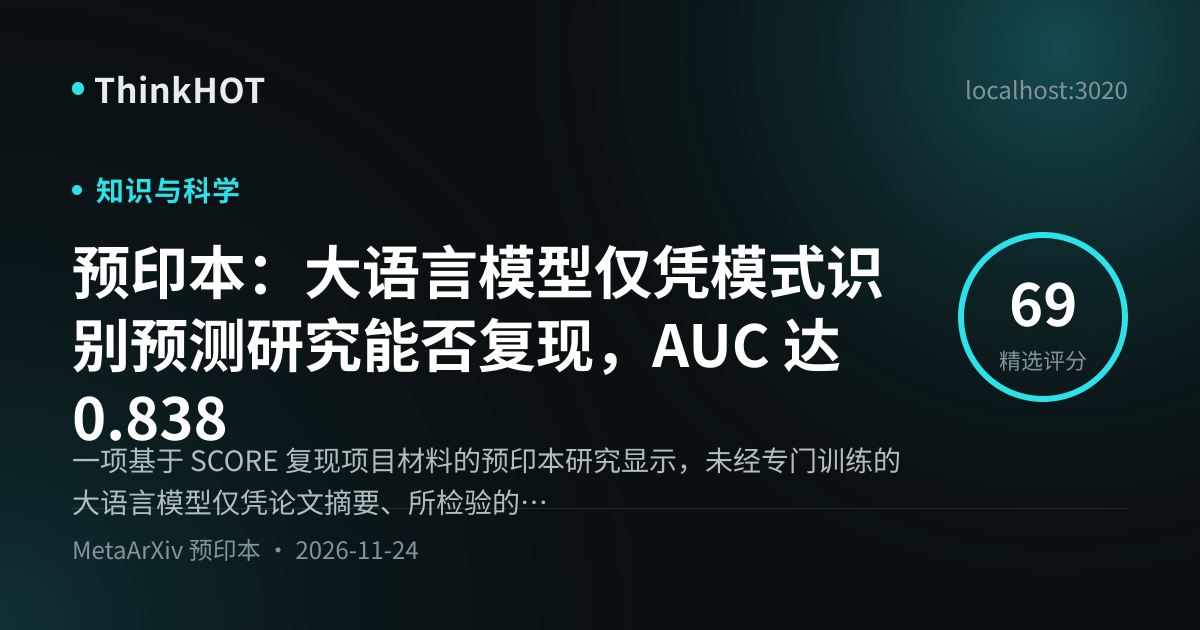 ThinkHOT
localhost:3020
知识与科学
预印本：大语言模型仅凭模式识
别预测研究能否复现，AUC 达
0.838
69
精选评分
一项基于 SCORE 复现项目材料的预印本研究显示，未经专门训练的
大语言模型仅凭论文摘要、所检验的…
MetaArXiv 预印本 · 2026-11-24